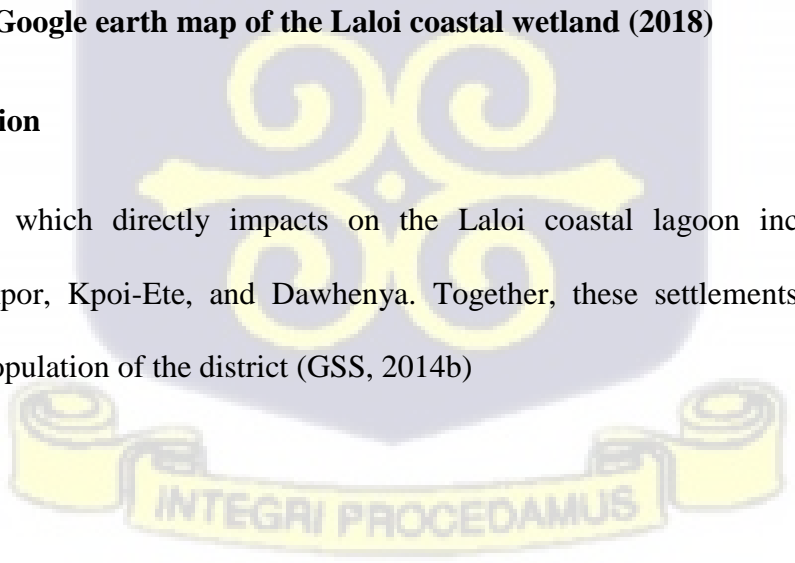 Google earth map of the Laloi coastal wetland (2018)
ion
which directly impacts on the Laloi coastal lagoon inc
por, Kpoi-Ete, and Dawhenya. Together, these settlements
opulation of the district (GSS, 2014b)
INTEGRI PROCEDAMUS